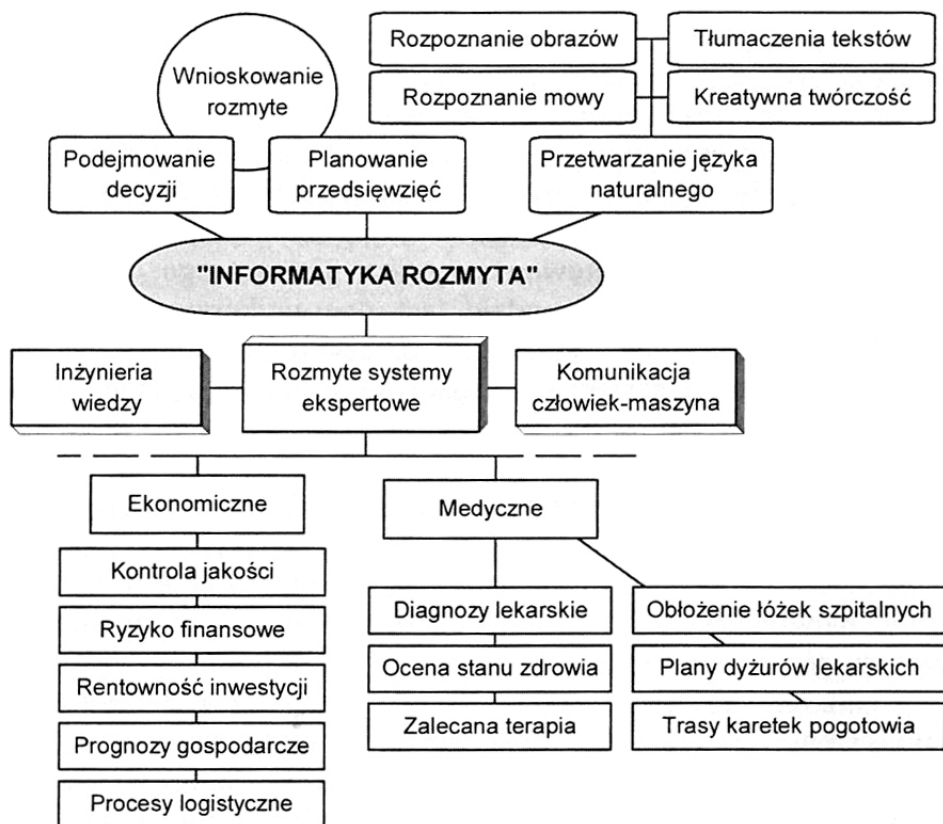 Wnioskowanie
rozmyte
Rozpoznanie obrazów
Tłumaczenia tekstów
Rozpoznanie mowy
Kreatywna twórczość
Podejmowanie
decyzji
Planowanie
przedsięwzięć
Przetwarzanie języka
naturalnego
"INFORMATYKA ROZMYTA"
Inżynieria
wiedzy
Rozmyte systemy
ekspertowe
Komunikacja
człowiek-maszyna
Ekonomiczne
Medyczne
Kontrola jakości
Ryzyko finansowe
Rentowność inwestycji
Prognozy gospodarcze
Procesy logistyczne
Diagnozy lekarskie
Ocena stanu zdrowia
Zalecana terapia
Obłożenie łóżek szpitalnych
Plany dyżurów lekarskich
Trasy karetek pogotowia